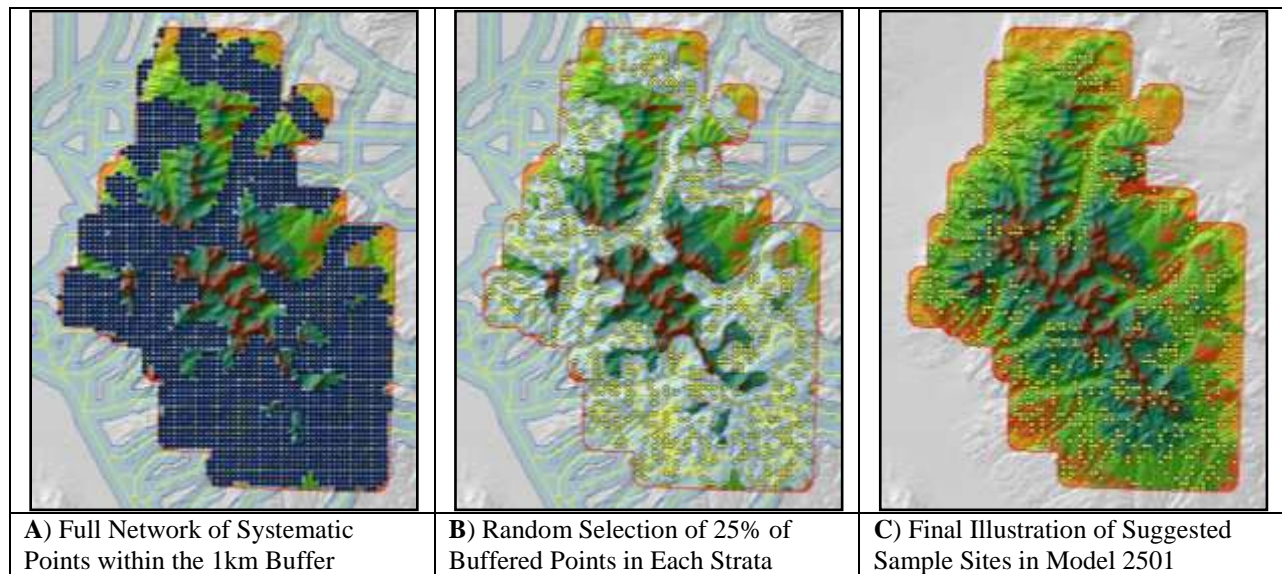 A) Full Network of Systematic
Points within the 1km Buffer
B) Random Selection of 25% of
Buffered Points in Each Strata
C) Final Illustration of Suggested
Sample Sites in Model 2501